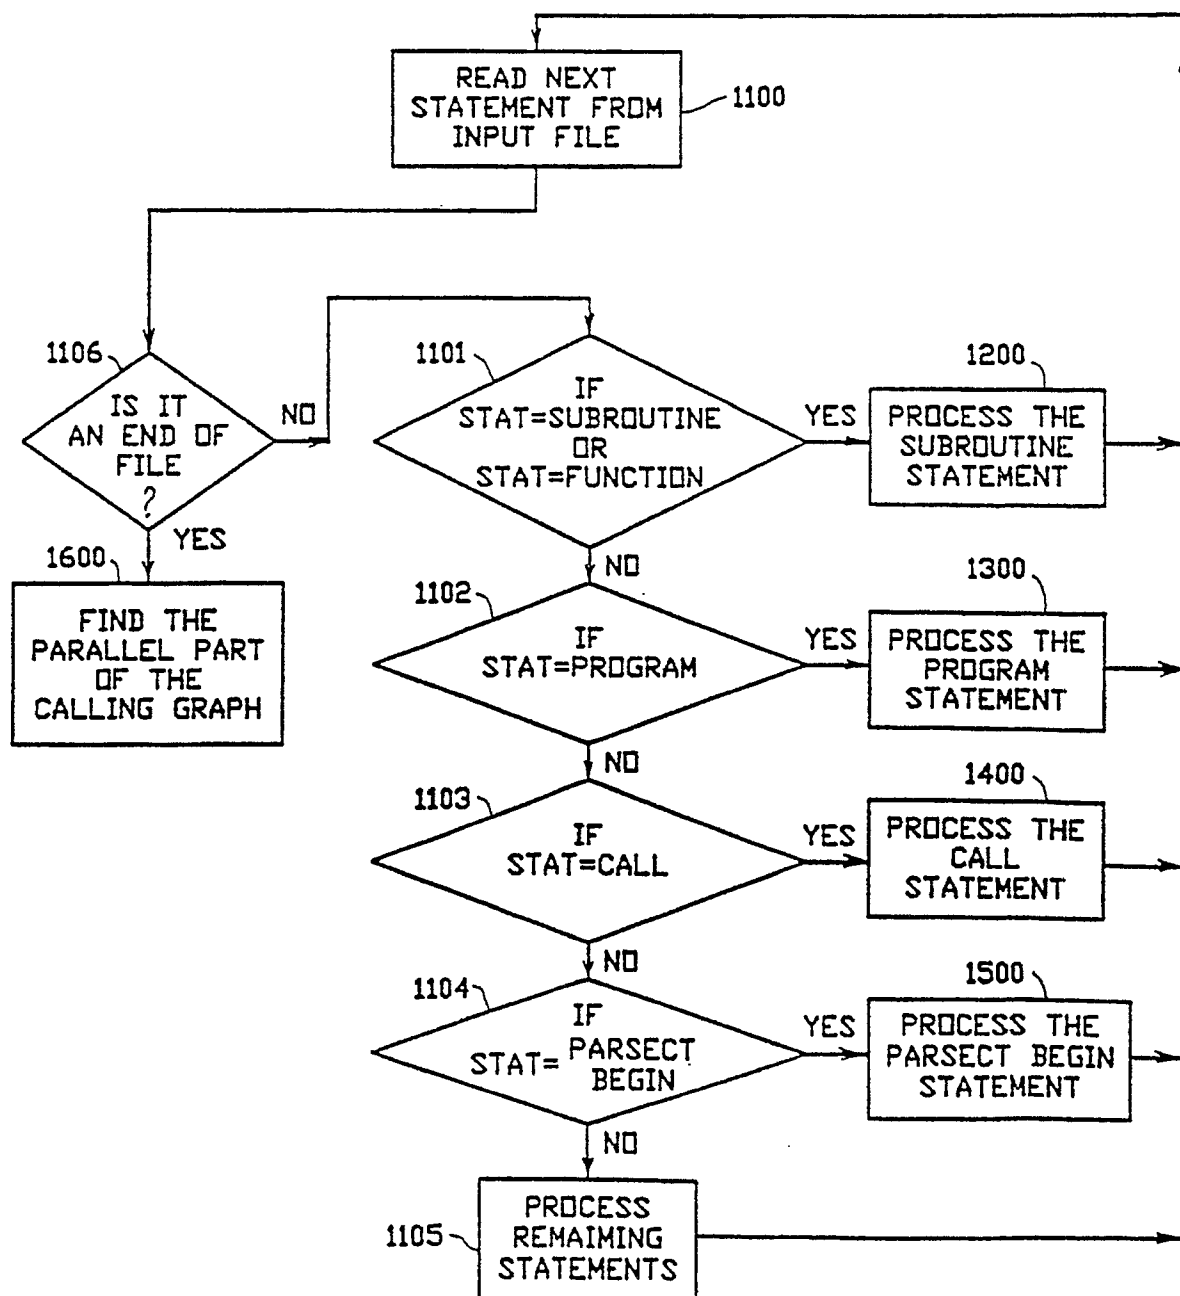 READ NEXT
STATEMENT FROM
INPUT FILE
1100
1106
IS IT
AN END OF
FILE
?
NO
YES
1600
FIND THE
PARALLEL PART
OF THE
CALLING GRAPH
1101
IF
STAT=SUBROUTINE
OR
STAT=FUNCTION
YES
1200
PROCESS THE
SUBROUTINE
STATEMENT
NO
1102
IF
STAT=PROGRAM
YES
1300
PROCESS THE
PROGRAM
STATEMENT
NO
1103
IF
STAT=CALL
YES
1400
PROCESS THE
CALL
STATEMENT
NO
1104
IF
STAT= PARSECT
BEGIN
YES
1500
PROCESS THE
PARSECT BEGIN
STATEMENT
NO
1105
PROCESS
REMAIMING
STATEMENTS